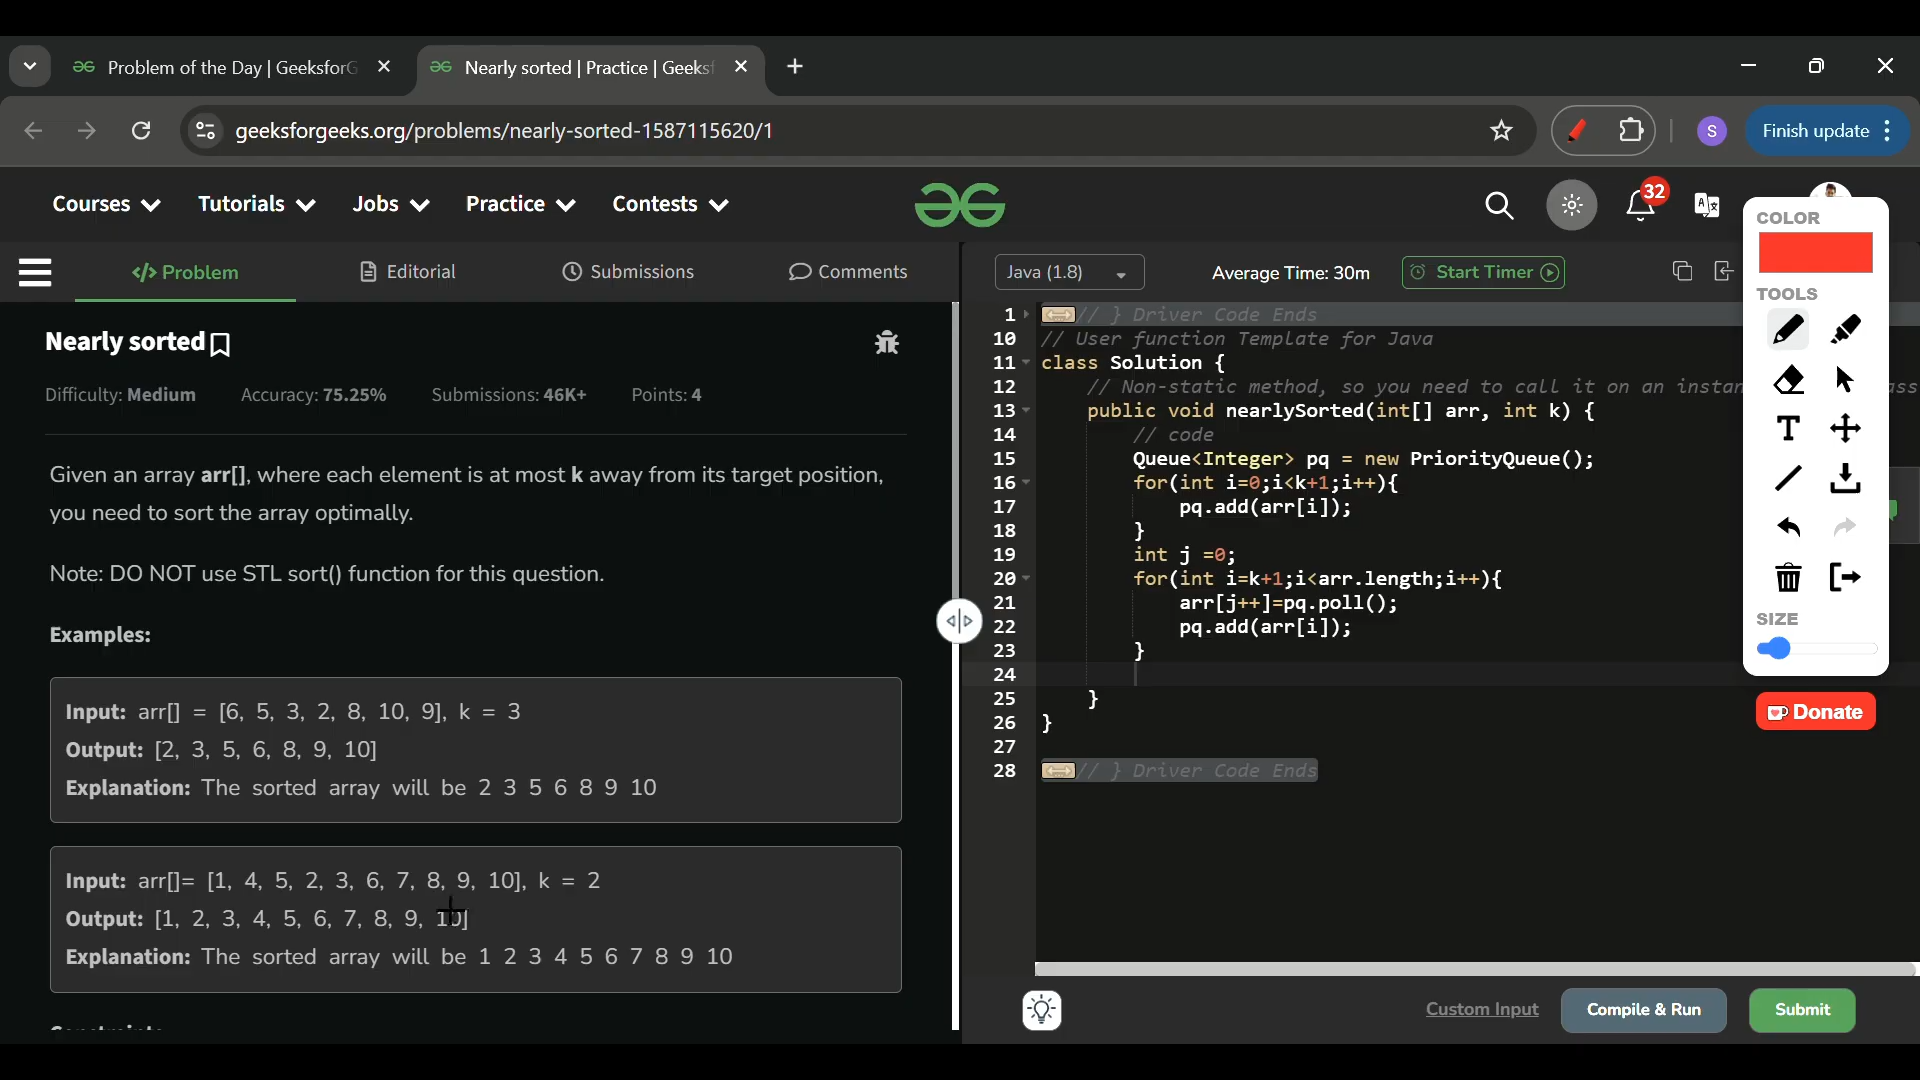 Problem of the Day | GeeksforG
Nearly sorted | Practice | Geeksf
geeksforgeeks.org/problems/nearly-sorted-1587115620/1
S
Finish update
Courses
Tutorials
Jobs
Practice
Contests
32
Problem
Editorial
Submissions
Comments
Java (1.8)
Average Time: 30m
Start Timer
Nearly sorted
Difficulty: Medium
Accuracy: 75.25%
Submissions: 46K+
Points: 4
Given an array arr[], where each element is at most k away from its target position,
you need to sort the array optimally.
Note: DO NOT use STL sort() function for this question.
Examples:
Input: arr[] = [6, 5, 3, 2, 8, 10, 9], k = 3
Output: [2, 3, 5, 6, 8, 9, 10]
Explanation: The sorted array will be 2 3 5 6 8 9 10
Input: arr[]= [1, 4, 5, 2, 3, 6, 7, 8, 9, 10], k = 2
Output: [1, 2, 3, 4, 5, 6, 7, 8, 9, 10]
Explanation: The sorted array will be 1 2 3 4 5 6 7 8 9 10
1 // } Driver Code Ends
10 // User function Template for Java
11 class Solution {
12 // Non-static method, so you need to call it on an
13 public void nearlySorted(int[] arr, int k) {
14 // code
15 Queue<Integer> pq = new PriorityQueue();
16 for(int i=0;i<k+1;i++){
17 pq.add(arr[i]);
18 }
19 int j =0;
20 for(int i=k+1;i<arr.length;i++){
21 arr[j++]=pq.poll();
22 pq.add(arr[i]);
23 }
24
25 }
26 }
27
28 // } Driver Code Ends
COLOR
TOOLS
T
SIZE
Donate
Custom Input
Compile & Run
Submit